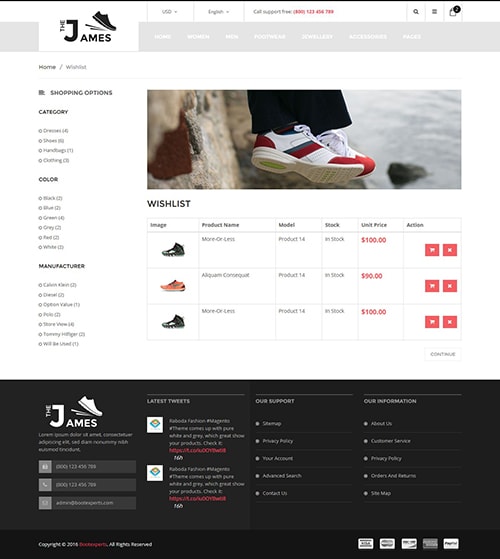 USD
English
Call support free: (800) 123 456 789
2
THE JAMES
HOME WOMEN MEN FOOTWEAR JEWELLERY ACCESSORIES PAGES
Home / Wishlist
SHOPPING OPTIONS
CATEGORY
Dresses (4)
Shoes (6)
Handbags (1)
Clothing (3)
COLOR
Black (2)
Blue (2)
Green (4)
Grey (2)
Red (2)
White (2)
MANUFACTURER
Calvin Klein (2)
Diesel (2)
Option Value (1)
Polo (2)
Store View (4)
Tommy Hilfiger (2)
Will Be Used (1)
WISHLIST
Image Product Name Model Stock Unit Price Action
More-Or-Less Product 14 In Stock $100.00
Aliquam Consequat Product 14 In Stock $90.00
More-Or-Less Product 14 In Stock $100.00
CONTINUE
THE JAMES
Lorem ipsum dolor sit amet, consectetuer
adipiscing elit, sed diam nonummy nibh
euismod tincidunt.
(800) 123 456 789
(800) 123 456 789
admin@bootexperts.com
LATEST TWEETS
Raboda Fashion #Magento
#Theme comes up with pure
white and grey, which great show
your products. Check it:
16h
Raboda Fashion #Magento
#Theme comes up with pure
white and grey, which great show
your products. Check it:
16h
OUR SUPPORT
Sitemap
Privacy Policy
Your Account
Advanced Search
Contact Us
OUR INFORMATION
About Us
Customer Service
Privacy Policy
Orders And Returns
Site Map
Copyright © 2016 Bootexperts. All Rights Reserved
PayPal